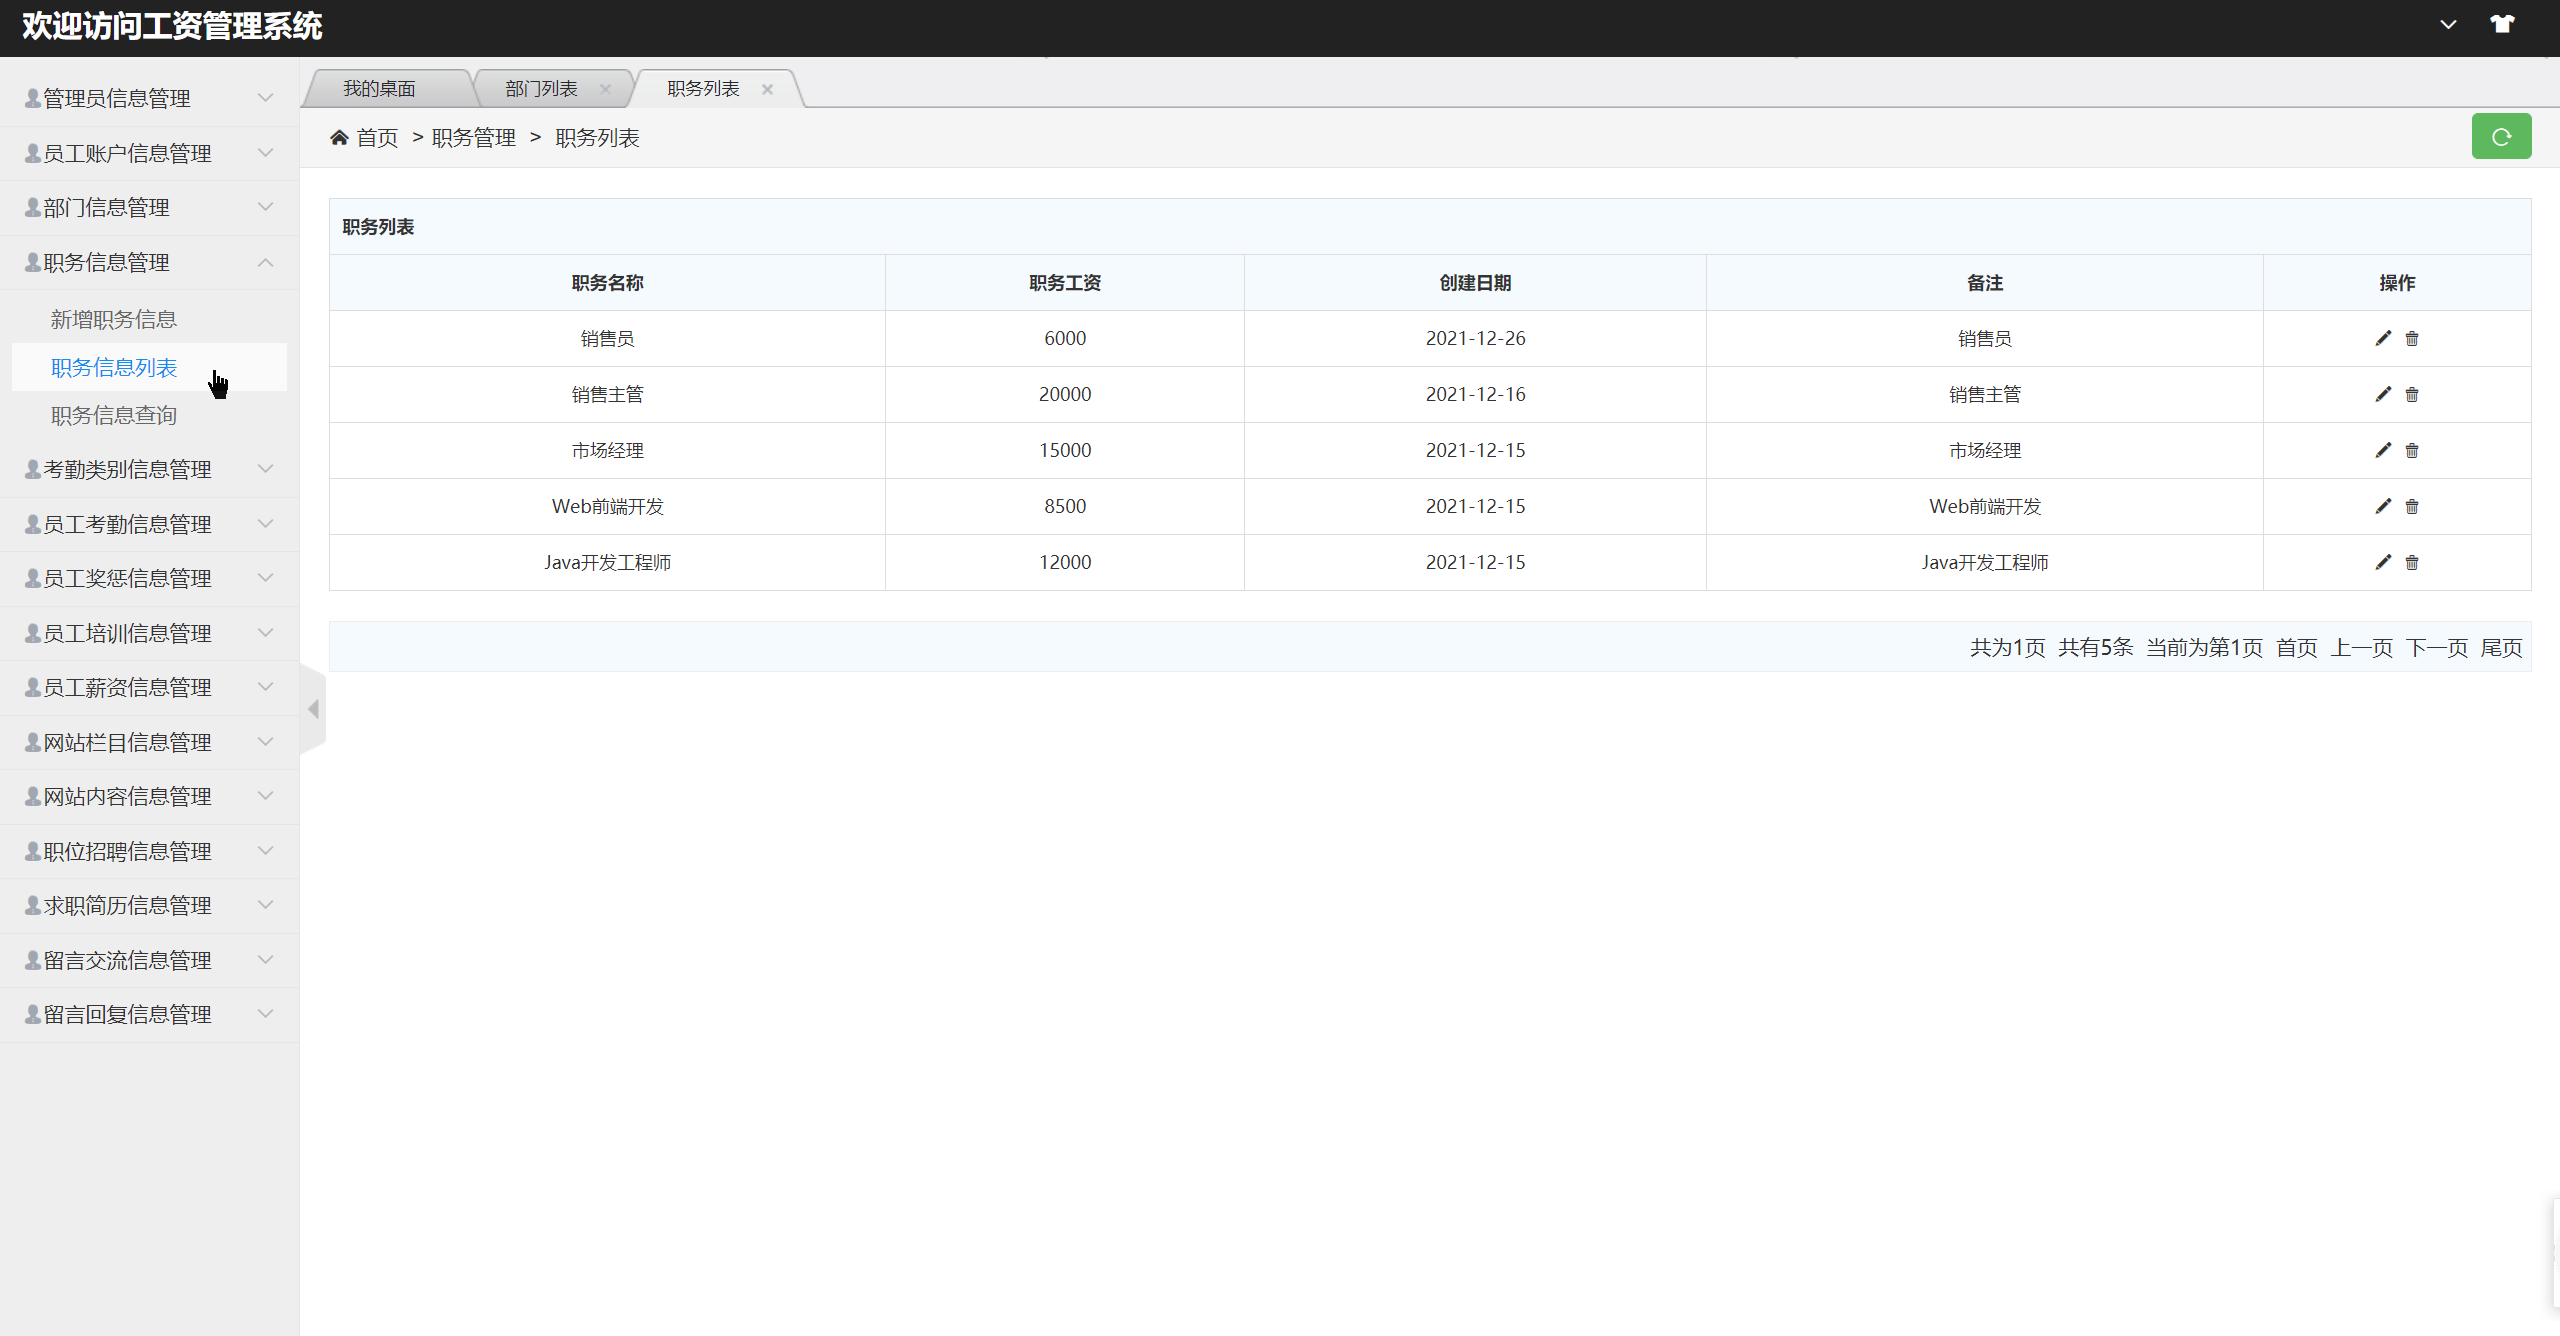 欢迎访问工资管理系统
管理员信息管理
员工账户信息管理
部门信息管理
职务信息管理
新增职务信息
职务信息列表
职务信息查询
考勤类别信息管理
员工考勤信息管理
员工奖惩信息管理
员工培训信息管理
员工薪资信息管理
网站栏目信息管理
网站内容信息管理
职位招聘信息管理
求职简历信息管理
留言交流信息管理
留言回复信息管理
我的桌面 部门列表 职务列表
首页 > 职务管理 > 职务列表
职务列表
职务名称 职务工资 创建日期 备注 操作
销售员 6000 2021-12-26 销售员
销售主管 20000 2021-12-16 销售主管
市场经理 15000 2021-12-15 市场经理
Web前端开发 8500 2021-12-15 Web前端开发
Java开发工程师 12000 2021-12-15 Java开发工程师
共为1页 共有5条 当前为第1页 首页 上一页 下一页 尾页